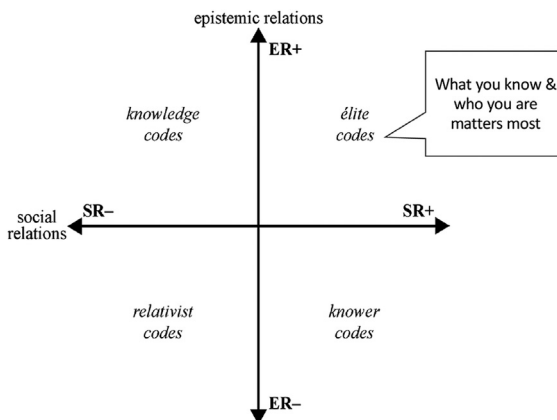 epistemic relations
ER+
knowledge
codes
élite
codes
What you know &
who you are
matters most
SR–
social
relations
SR+
relativist
codes
knower
codes
ER–